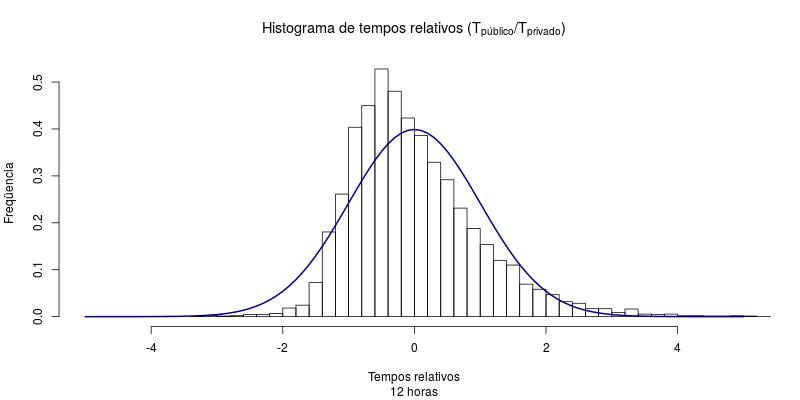 Histograma de tempos relativos (Tpúblico/Tprivado)
Freqüencia
0.5
0.4
0.3
0.2
0.1
0.0
-4 -2 0 2 4
Tempos relativos
12 horas